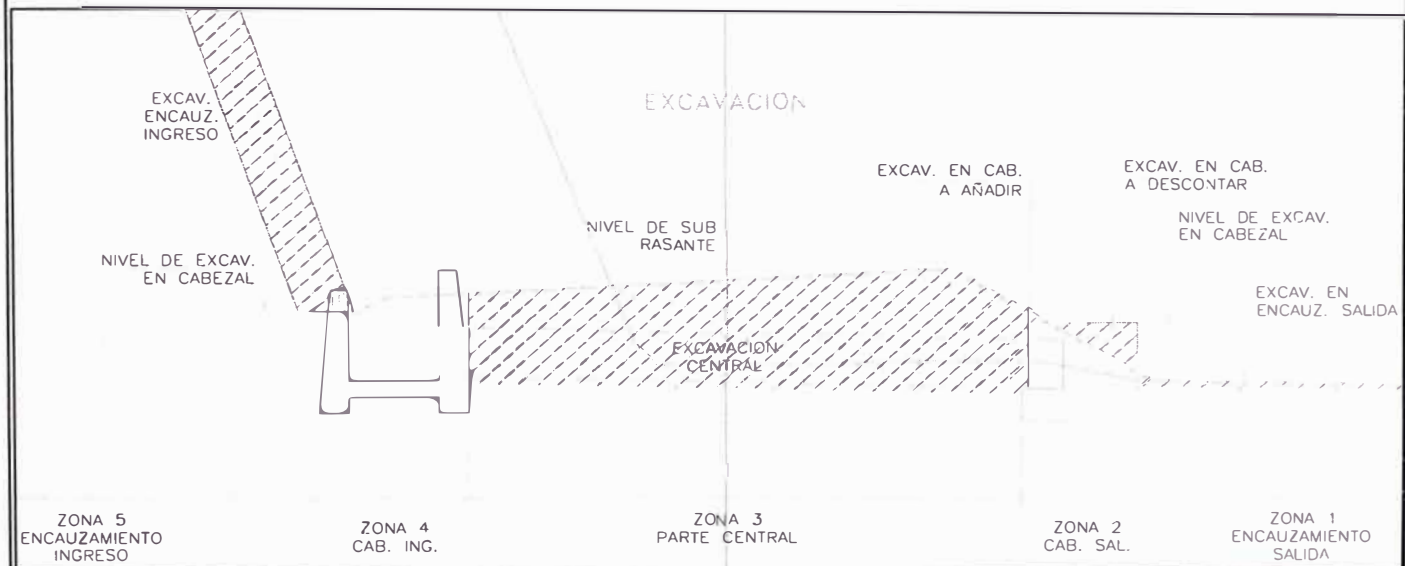 EXCAVACION
EXCAV.
ENCAUZ.
INGRESO
EXCAV. EN CAB.
A AÑADIR
EXCAV. EN CAB.
A DESCONTAR
NIVEL DE SUB
RASANTE
NIVEL DE EXCAV.
EN CABEZAL
NIVEL DE EXCAV.
EN CABEZAL
EXCAV. EN
ENCAUZ. SALIDA
EXCAVACION
CENTRAL
ZONA 5
ENCAUZAMIENTO
INGRESO
ZONA 4
CAB. ING.
ZONA 3
PARTE CENTRAL
ZONA 2
CAB. SAL.
ZONA 1
ENCAUZAMIENTO
SALIDA